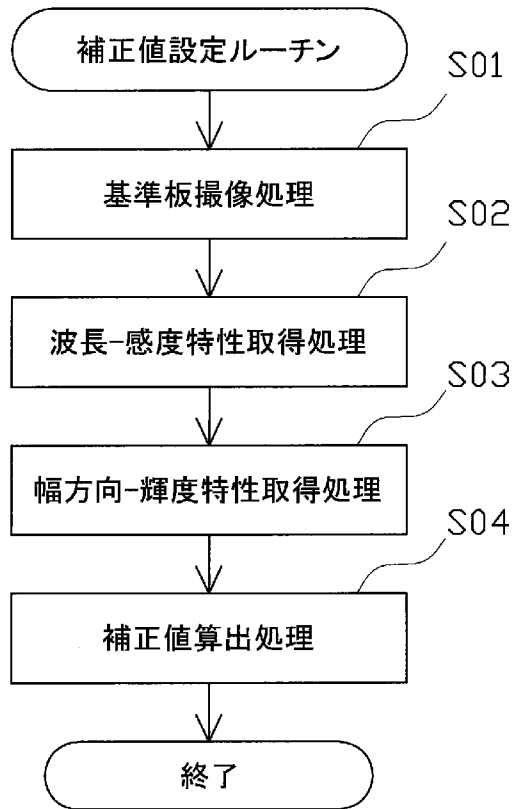 補正値設定ルーチン
S01
基準板撮像処理
S02
波長-感度特性取得処理
S03
幅方向-輝度特性取得処理
S04
補正値算出処理
終了